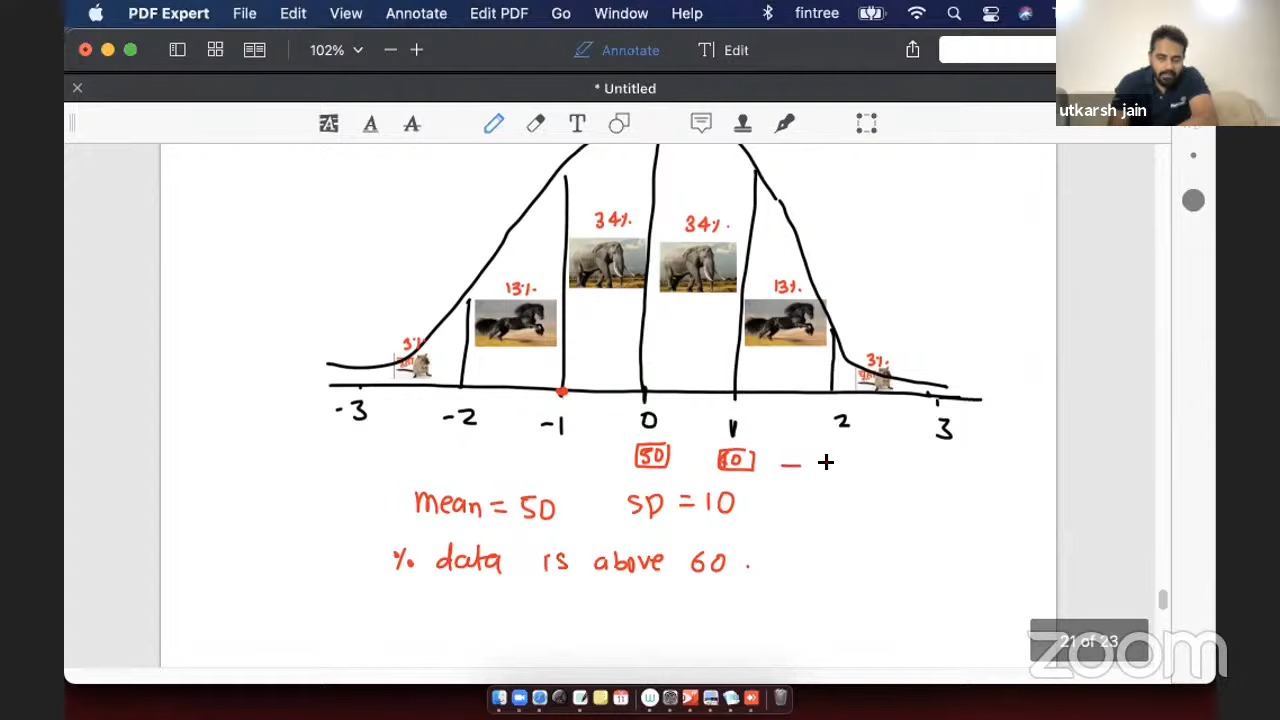 PDF Expert File Edit View Annotate Edit PDF Go Window Help fintree
102% Annotate T Edit
* Untitled
utkarsh jain
34% 34%.
13%. 13%.
3% 3%
-3 -2 -1 0 1 2 3
50
mean = 50 SD = 10
% data is above 60.
21 of 23
zoom